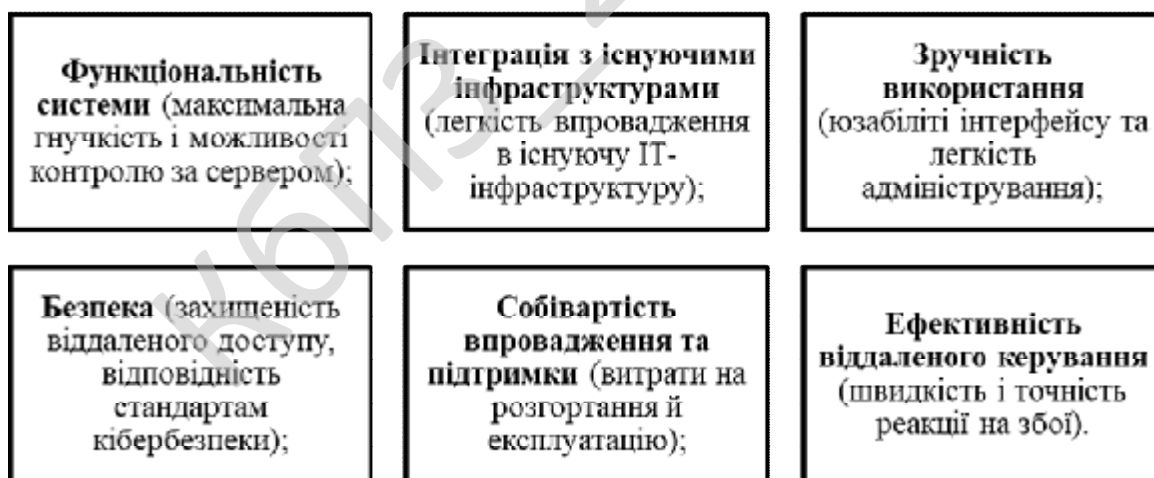 Функціональність
системи (максимальна
гнучкість і можливості
контролю за сервером);
Інтеграція з існуючими
інфраструктурами
(легкість впровадження
в існуючу ІТ-
інфраструктуру);
Зручність
використання
(юзабіліті інтерфейсу та
легкість
адміністрування);
Безпека (захищеність
віддаленого доступу,
відповідність
стандартам
кібербезпеки);
Собівартість
впровадження та
підтримки (витрати на
розгортання й
експлуатацію);
Ефективність
віддаленого керування
(швидкість і точність
реакції на збої).
КбПЗ_